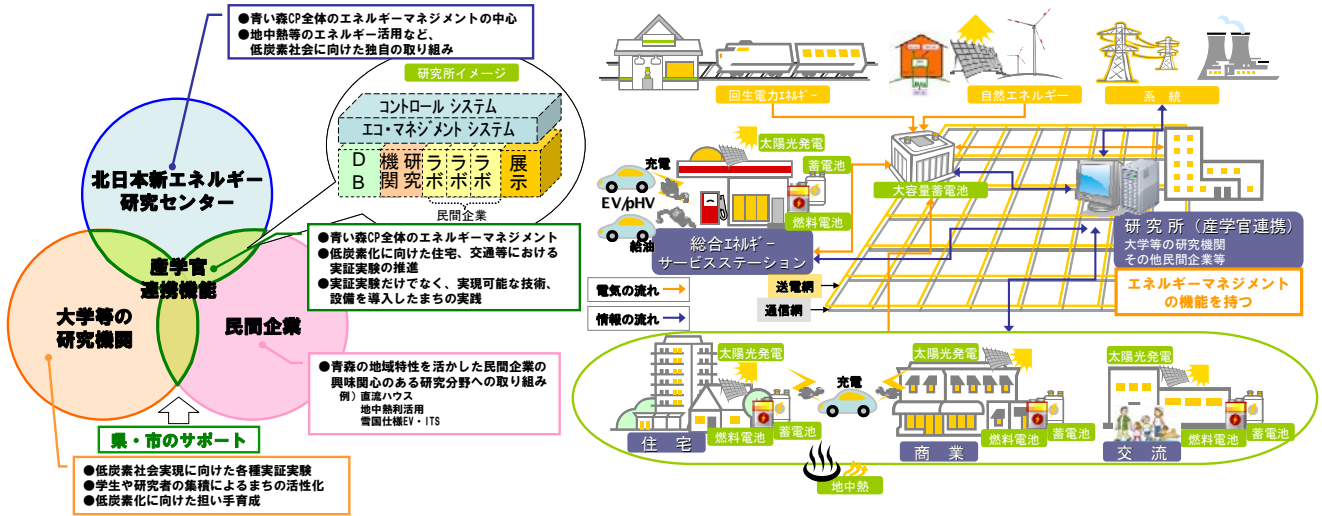 ●青い森CP全体のエネルギーマネジメントの中心
●地中熱等のエネルギー活用など、
低炭素社会に向けた独自の取り組み
研究所イメージ
コントロール システム
エコ・マネジメント システム
DB
研究機関
ラボ
ラボ
ラボ
展示
民間企業
北日本新エネルギー
研究センター
産学官
連携機能
大学等の
研究機関
民間企業
●青い森CP全体のエネルギーマネジメント
●低炭素化に向けた住宅、交通等における
実証実験の推進
●実証実験だけでなく、実現可能な技術、
設備を導入したまちの実践
●青森の地域特性を活かした民間企業の
興味関心のある研究分野への取り組み
例）直流ハウス
地中熱利活用
雪国仕様EV・ITS
県・市のサポート
●低炭素社会実現に向けた各種実証実験
●学生や研究者の集積によるまちの活性化
●低炭素化に向けた担い手育成
回生電力エネルギー
自然エネルギー
系 統
太陽光発電
充電
蓄電池
EV/pHV
給油
燃料電池
大容量蓄電池
総合エネルギー
サービスステーション
研 究 所（産学官連携）
大学等の研究機関
その他民間企業等
エネルギーマネジメント
の機能を持つ
電気の流れ
情報の流れ
送電網
通信網
太陽光発電
充電
太陽光発電
太陽光発電
住 宅
燃料電池
蓄電池
商 業
燃料電池
蓄電池
交 流
燃料電池
蓄電池
地中熱